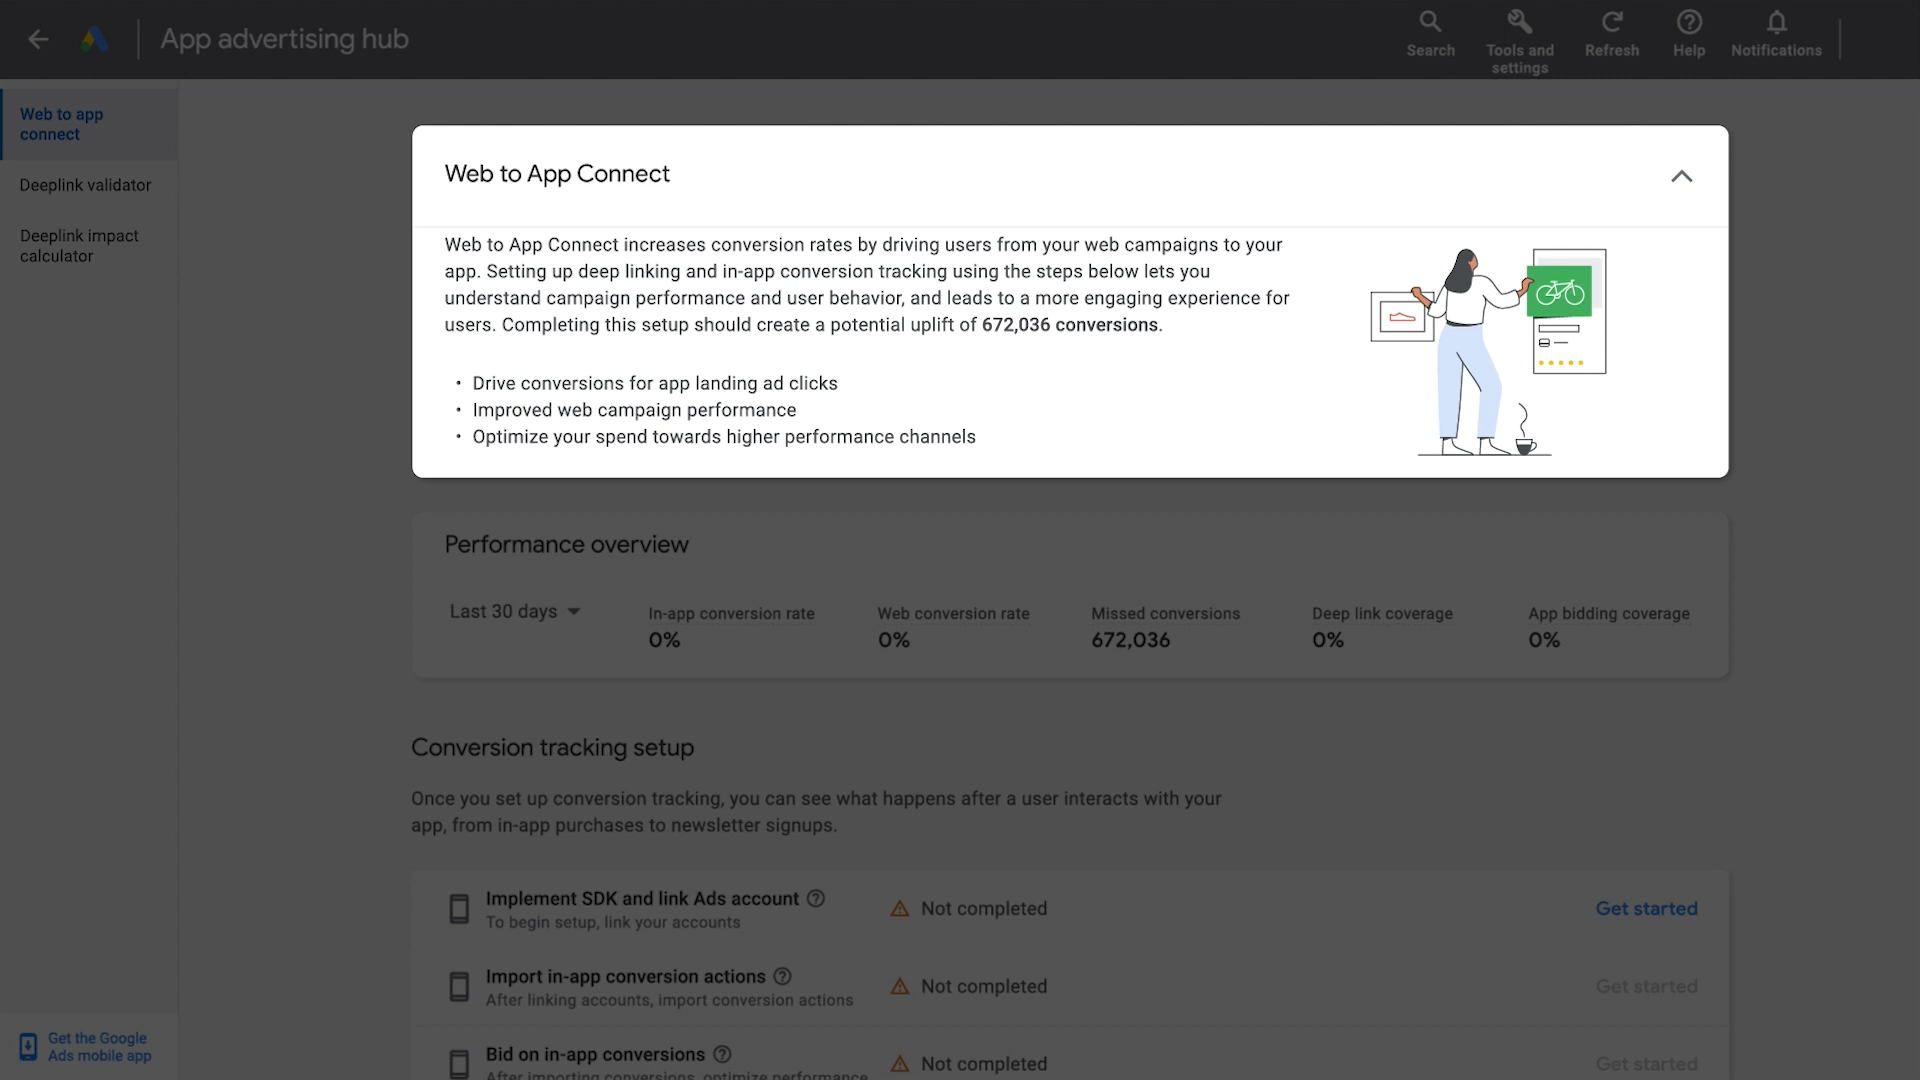 App advertising hub
Search
Tools and
settings
Refresh
Help
Notifications
Web to app
connect
Deeplink validator
Deeplink impact
calculator
Get the Google
Ads mobile app
Web to App Connect
Web to App Connect increases conversion rates by driving users from your web campaigns to your
app. Setting up deep linking and in-app conversion tracking using the steps below lets you
understand campaign performance and user behavior, and leads to a more engaging experience for
users. Completing this setup should create a potential uplift of 672,036 conversions.
• Drive conversions for app landing ad clicks
• Improved web campaign performance
• Optimize your spend towards higher performance channels
Performance overview
Last 30 days
In-app conversion rate
0%
Web conversion rate
0%
Missed conversions
672,036
Deep link coverage
0%
App bidding coverage
0%
Conversion tracking setup
Once you set up conversion tracking, you can see what happens after a user interacts with your
app, from in-app purchases to newsletter signups.
Implement SDK and link Ads account
To begin setup, link your accounts
Not completed
Get started
Import in-app conversion actions
After linking accounts, import conversion actions
Not completed
Get started
Bid on in-app conversions
After importing conversions, optimize performance
Not completed
Get started